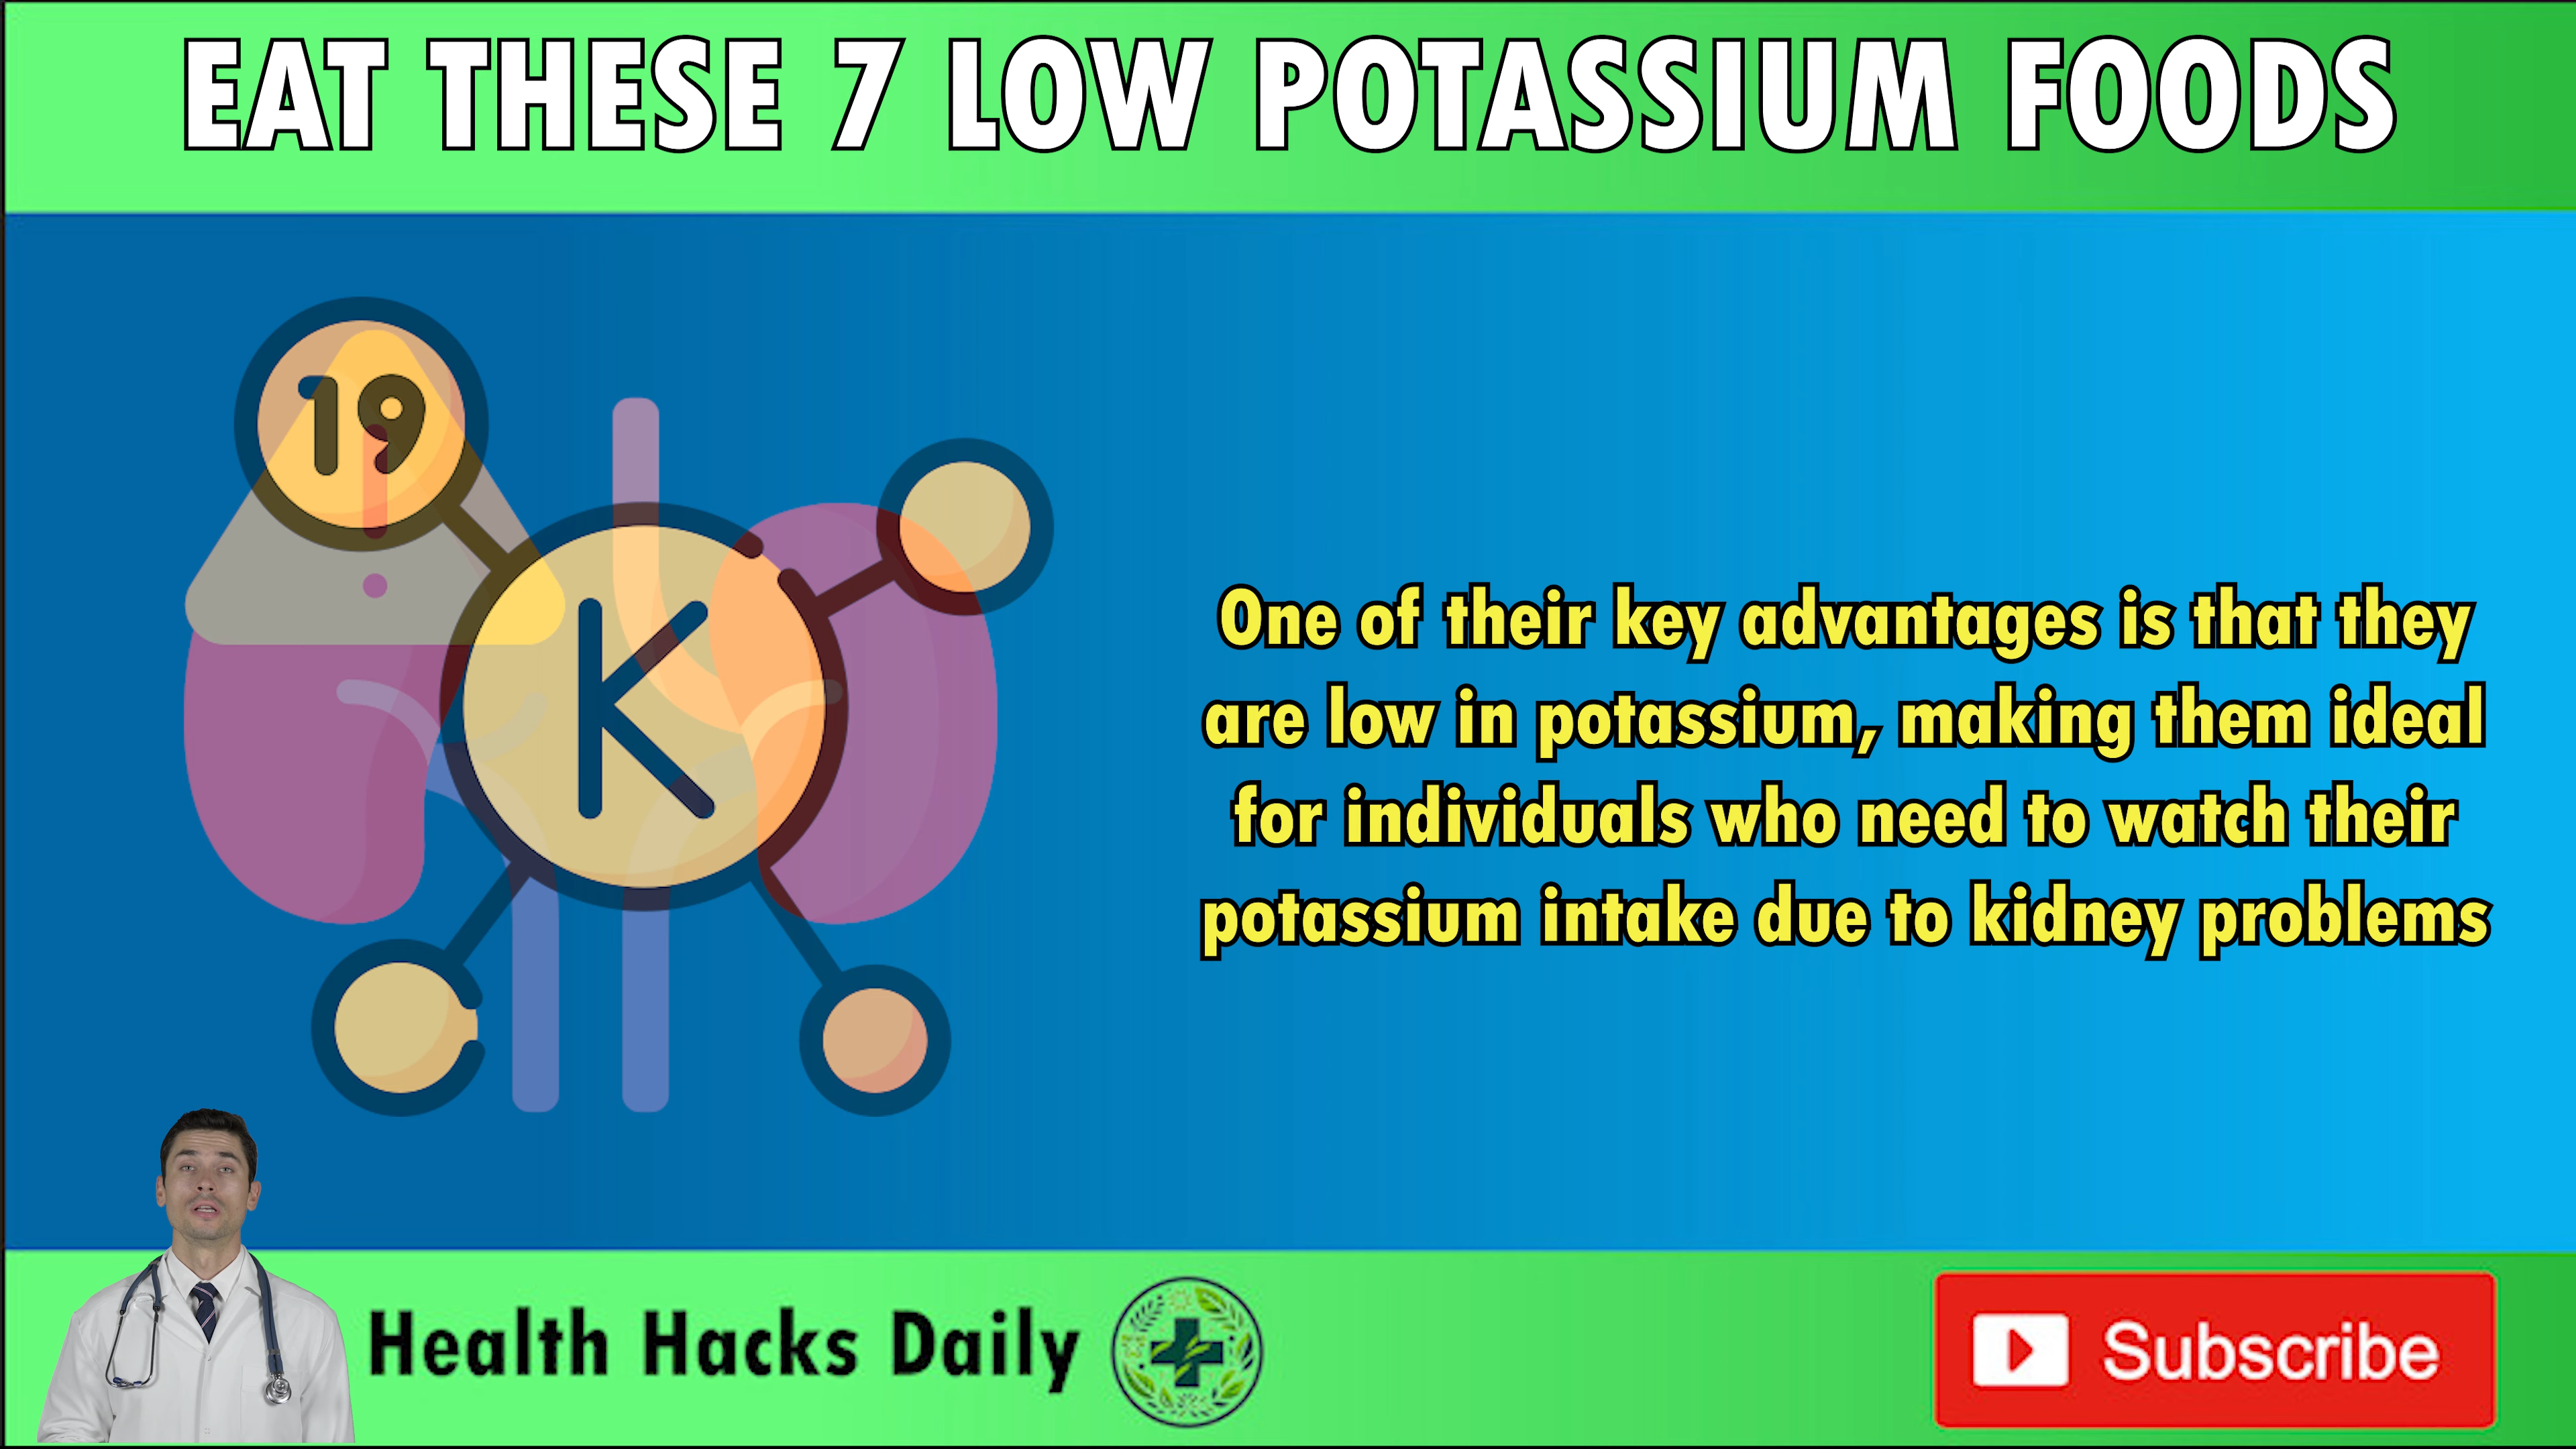 EAT THESE 7 LOW POTASSIUM FOODS
19
K
One of their key advantages is that they
are low in potassium, making them ideal
for individuals who need to watch their
potassium intake due to kidney problems
Health Hacks Daily
Subscribe